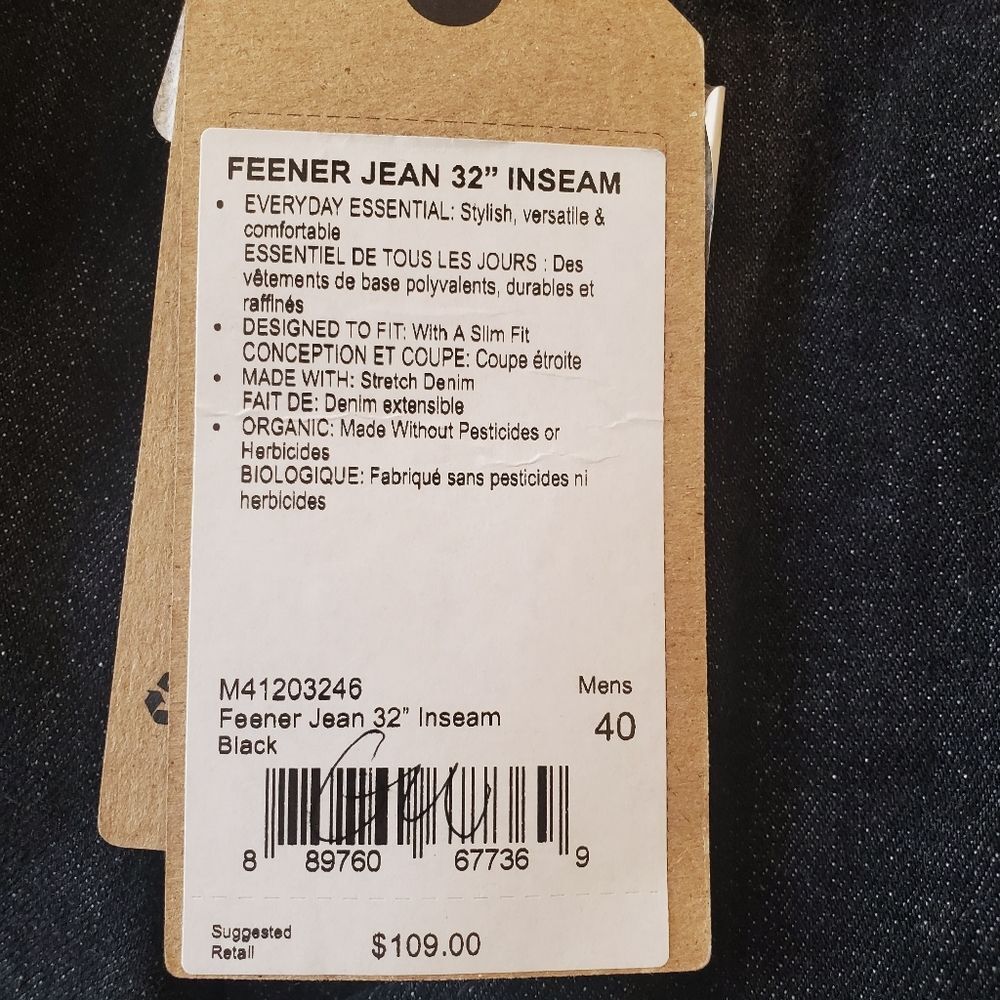 FEENER JEAN 32” INSEAM
• EVERYDAY ESSENTIAL: Stylish, versatile &
comfortable
ESSENTIEL DE TOUS LES JOURS : Des
vêtements de base polyvalents, durables et
raffinés
• DESIGNED TO FIT: With A Slim Fit
CONCEPTION ET COUPE: Coupe étroite
• MADE WITH: Stretch Denim
FAIT DE: Denim extensible
• ORGANIC: Made Without Pesticides or
Herbicides
BIOLOGIQUE: Fabriqué sans pesticides ni
herbicides
M41203246 Mens
Feener Jean 32” Inseam 40
Black
8 89760 67736 9
Suggested
Retail $109.00